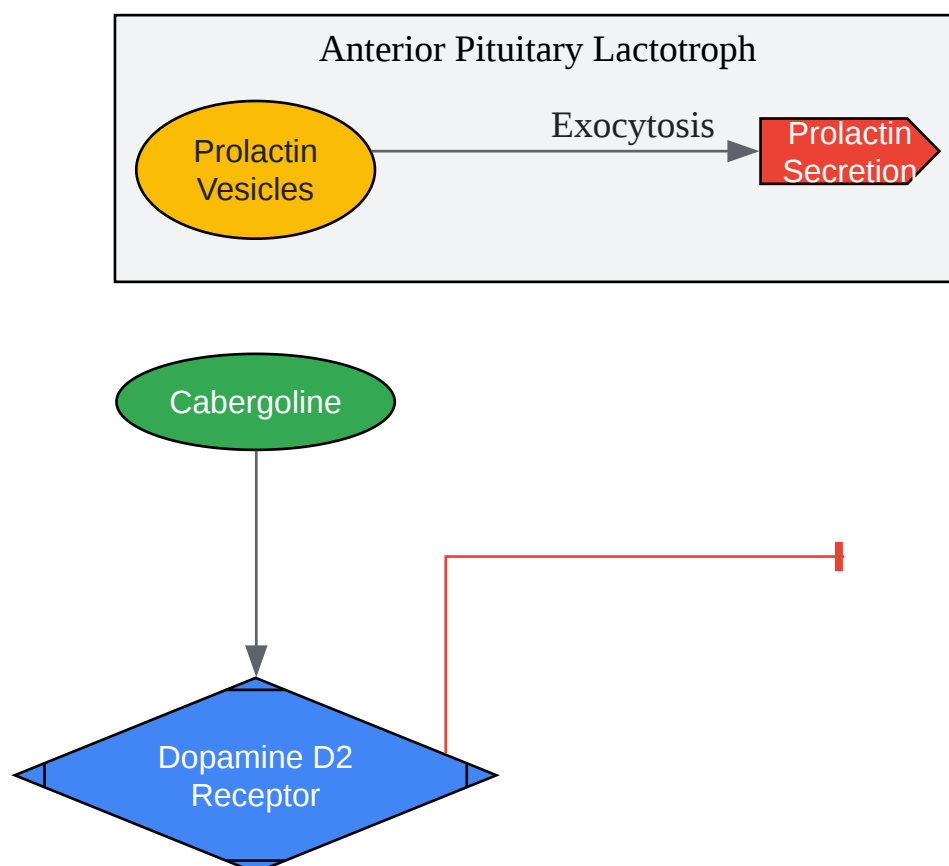 Anterior Pituitary Lactotroph
Prolactin
Vesicles
Exocytosis
Prolactin
Secretion
Cabergoline
Dopamine D2
Receptor